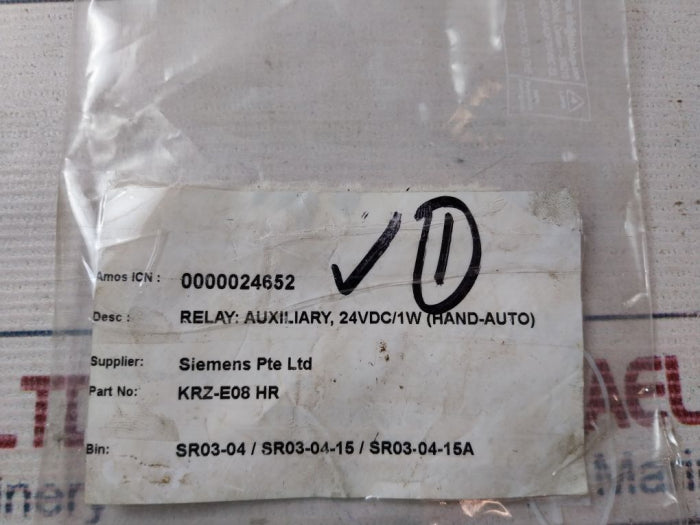 Amos ICN : 0000024652
Desc : RELAY: AUXILIARY, 24VDC/1W (HAND-AUTO)
Supplier: Siemens Pte Ltd
Part No: KRZ-E08 HR
Bin: SR03-04 / SR03-04-15 / SR03-04-15A